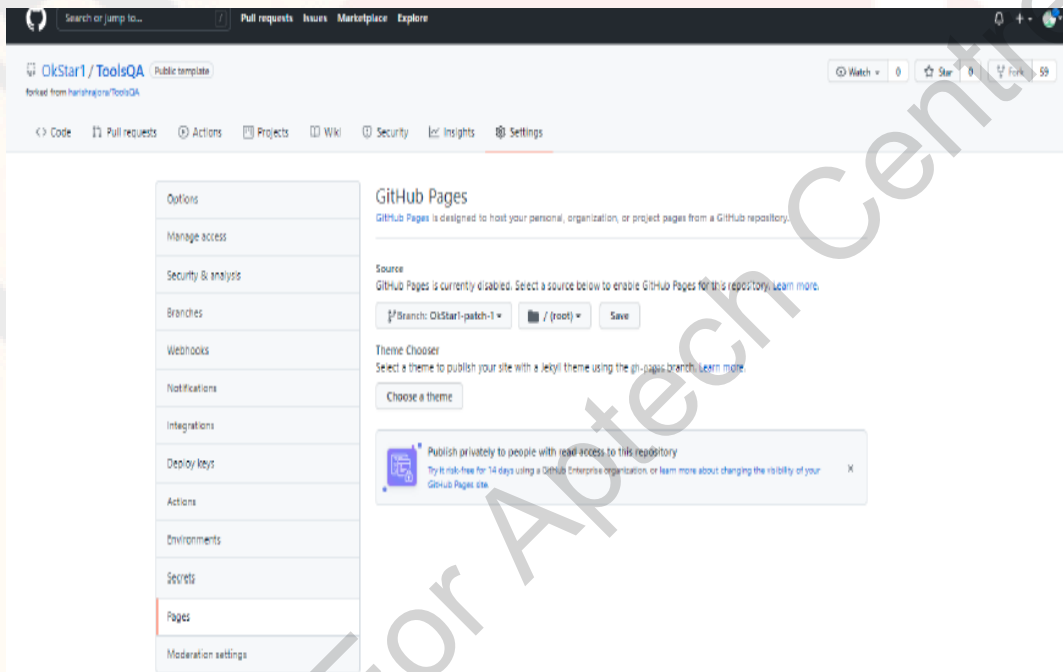 Search or jump to... / Pull requests Issues Marketplace Explore
OkStar1 / ToolsQA Public template
Watch 0 Star 0 Fork 59
forked from harishrajora/ToolsQA
Code Pull requests Actions Projects Wiki Security Insights Settings
Options
Manage access
Security & analysis
Branches
Webhooks
Notifications
Integrations
Deploy keys
Actions
Environments
Secrets
Pages
Moderation settings
GitHub Pages
GitHub Pages is designed to host your personal, organization, or project pages from a GitHub repository.
Source
GitHub Pages is currently disabled. Select a source below to enable GitHub Pages for this repository. Learn more.
Branch: OkStar1-patch-1 / (root) Save
Theme Chooser
Select a theme to publish your site with a Jekyll theme using the gh-pages branch. Learn more.
Choose a theme
Publish privately to people with read access to this repository
Try it risk-free for 14 days using a GitHub Enterprise organization, or learn more about changing the visibility of your
GitHub Pages site.
For Aptech Centre